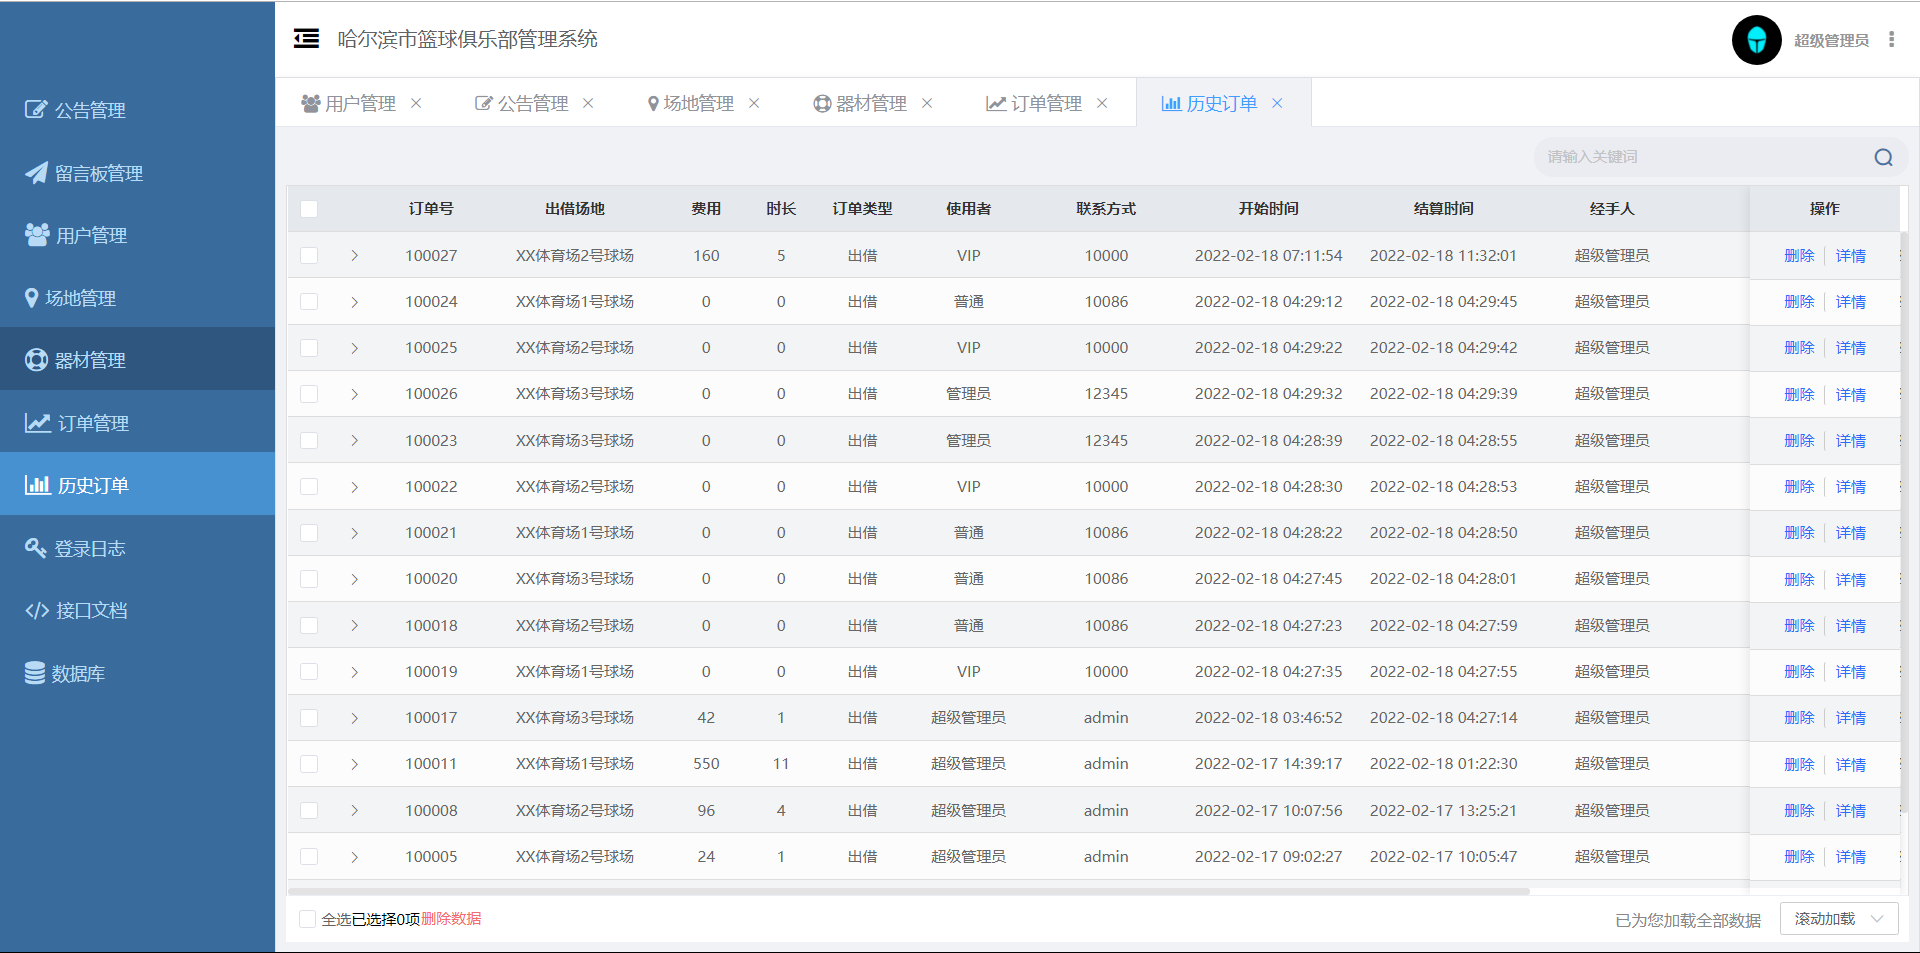 哈尔滨市篮球俱乐部管理系统
超级管理员
公告管理
留言板管理
用户管理
场地管理
器材管理
订单管理
历史订单
登录日志
接口文档
数据库
用户管理 公告管理 场地管理 器材管理 订单管理 历史订单
请输入关键词
订单号 出借场地 费用 时长 订单类型 使用者 联系方式 开始时间 结算时间 经手人 操作
100027 XX体育场2号球场 160 5 出借 VIP 10000 2022-02-18 07:11:54 2022-02-18 11:32:01 超级管理员 删除 详情
100024 XX体育场1号球场 0 0 出借 普通 10086 2022-02-18 04:29:12 2022-02-18 04:29:45 超级管理员 删除 详情
100025 XX体育场2号球场 0 0 出借 VIP 10000 2022-02-18 04:29:22 2022-02-18 04:29:42 超级管理员 删除 详情
100026 XX体育场3号球场 0 0 出借 管理员 12345 2022-02-18 04:29:32 2022-02-18 04:29:39 超级管理员 删除 详情
100023 XX体育场3号球场 0 0 出借 管理员 12345 2022-02-18 04:28:39 2022-02-18 04:28:55 超级管理员 删除 详情
100022 XX体育场2号球场 0 0 出借 VIP 10000 2022-02-18 04:28:30 2022-02-18 04:28:53 超级管理员 删除 详情
100021 XX体育场1号球场 0 0 出借 普通 10086 2022-02-18 04:28:22 2022-02-18 04:28:50 超级管理员 删除 详情
100020 XX体育场3号球场 0 0 出借 普通 10086 2022-02-18 04:27:45 2022-02-18 04:28:01 超级管理员 删除 详情
100018 XX体育场2号球场 0 0 出借 普通 10086 2022-02-18 04:27:23 2022-02-18 04:27:59 超级管理员 删除 详情
100019 XX体育场1号球场 0 0 出借 VIP 10000 2022-02-18 04:27:35 2022-02-18 04:27:55 超级管理员 删除 详情
100017 XX体育场3号球场 42 1 出借 超级管理员 admin 2022-02-18 03:46:52 2022-02-18 04:27:14 超级管理员 删除 详情
100011 XX体育场1号球场 550 11 出借 超级管理员 admin 2022-02-17 14:39:17 2022-02-18 01:22:30 超级管理员 删除 详情
100008 XX体育场2号球场 96 4 出借 超级管理员 admin 2022-02-17 10:07:56 2022-02-17 13:25:21 超级管理员 删除 详情
100005 XX体育场2号球场 24 1 出借 超级管理员 admin 2022-02-17 09:02:27 2022-02-17 10:05:47 超级管理员 删除 详情
全选已选择0项删除数据
已为您加载全部数据 滚动加载